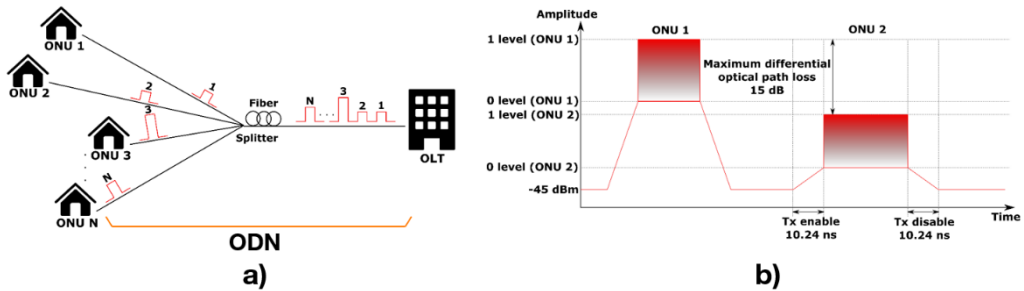 ONU 1
ONU 2
ONU 3
ONU N
1
2
3
N
Fiber
Splitter
N
3
2
1
OLT
ODN
a)
Amplitude
1 level (ONU 1)
0 level (ONU 1)
1 level (ONU 2)
0 level (ONU 2)
-45 dBm
ONU 1
ONU 2
Maximum differential
optical path loss
15 dB
Tx enable
10.24 ns
Tx disable
10.24 ns
Time
b)